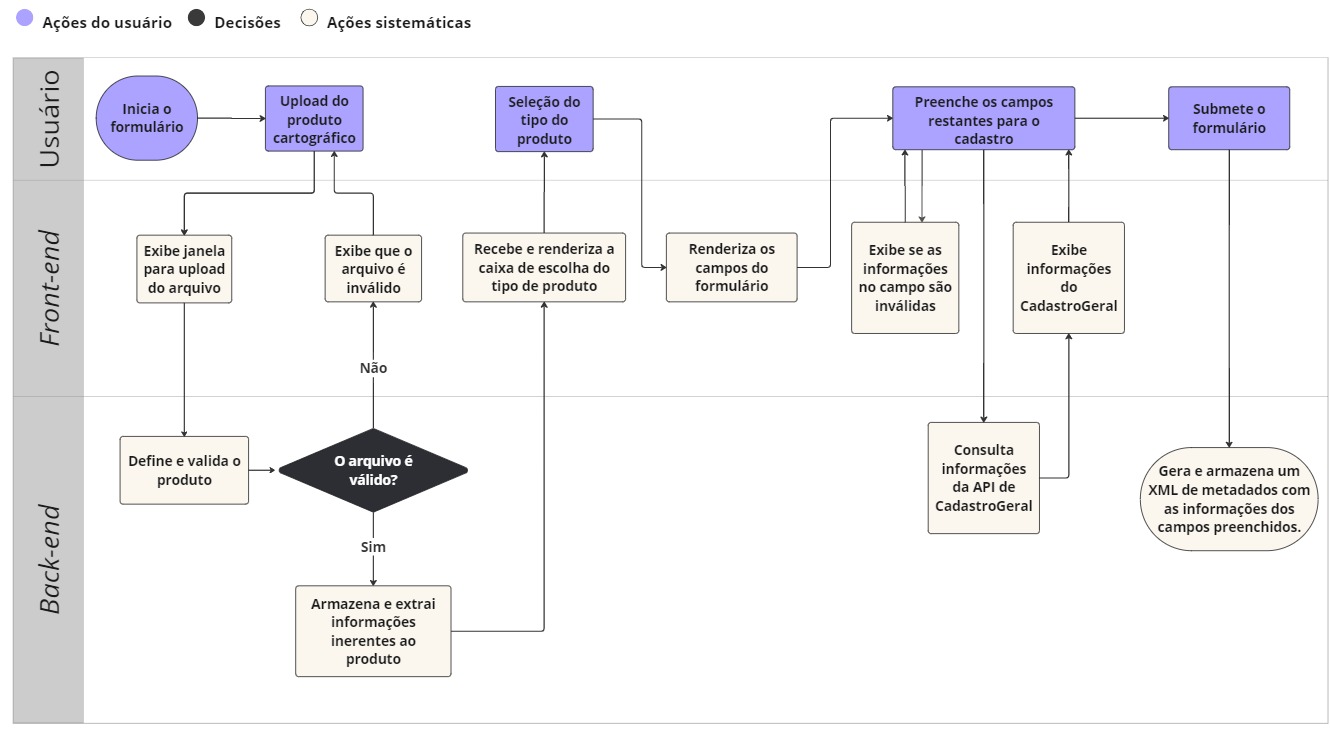 Ações do usuário
Decisões
Ações sistemáticas
Usuário
Inicia o
formulário
Upload do
produto
cartográfico
Seleção do
tipo do
produto
Preenche os campos
restantes para o
cadastro
Submete o
formulário
Front-end
Exibe janela
para upload
do arquivo
Exibe que o
arquivo é
inválido
Recebe e renderiza a
caixa de escolha do
tipo de produto
Renderiza os
campos do
formulário
Exibe se as
informações
no campo são
inválidas
Exibe
informações
do
CadastroGeral
Não
Back-end
Define e valida o
produto
O arquivo é
válido?
Sim
Armazena e extrai
informações
inerentes ao
produto
Consulta
informações
da API de
CadastroGeral
Gera e armazena um
XML de metadados com
as informações dos
campos preenchidos.